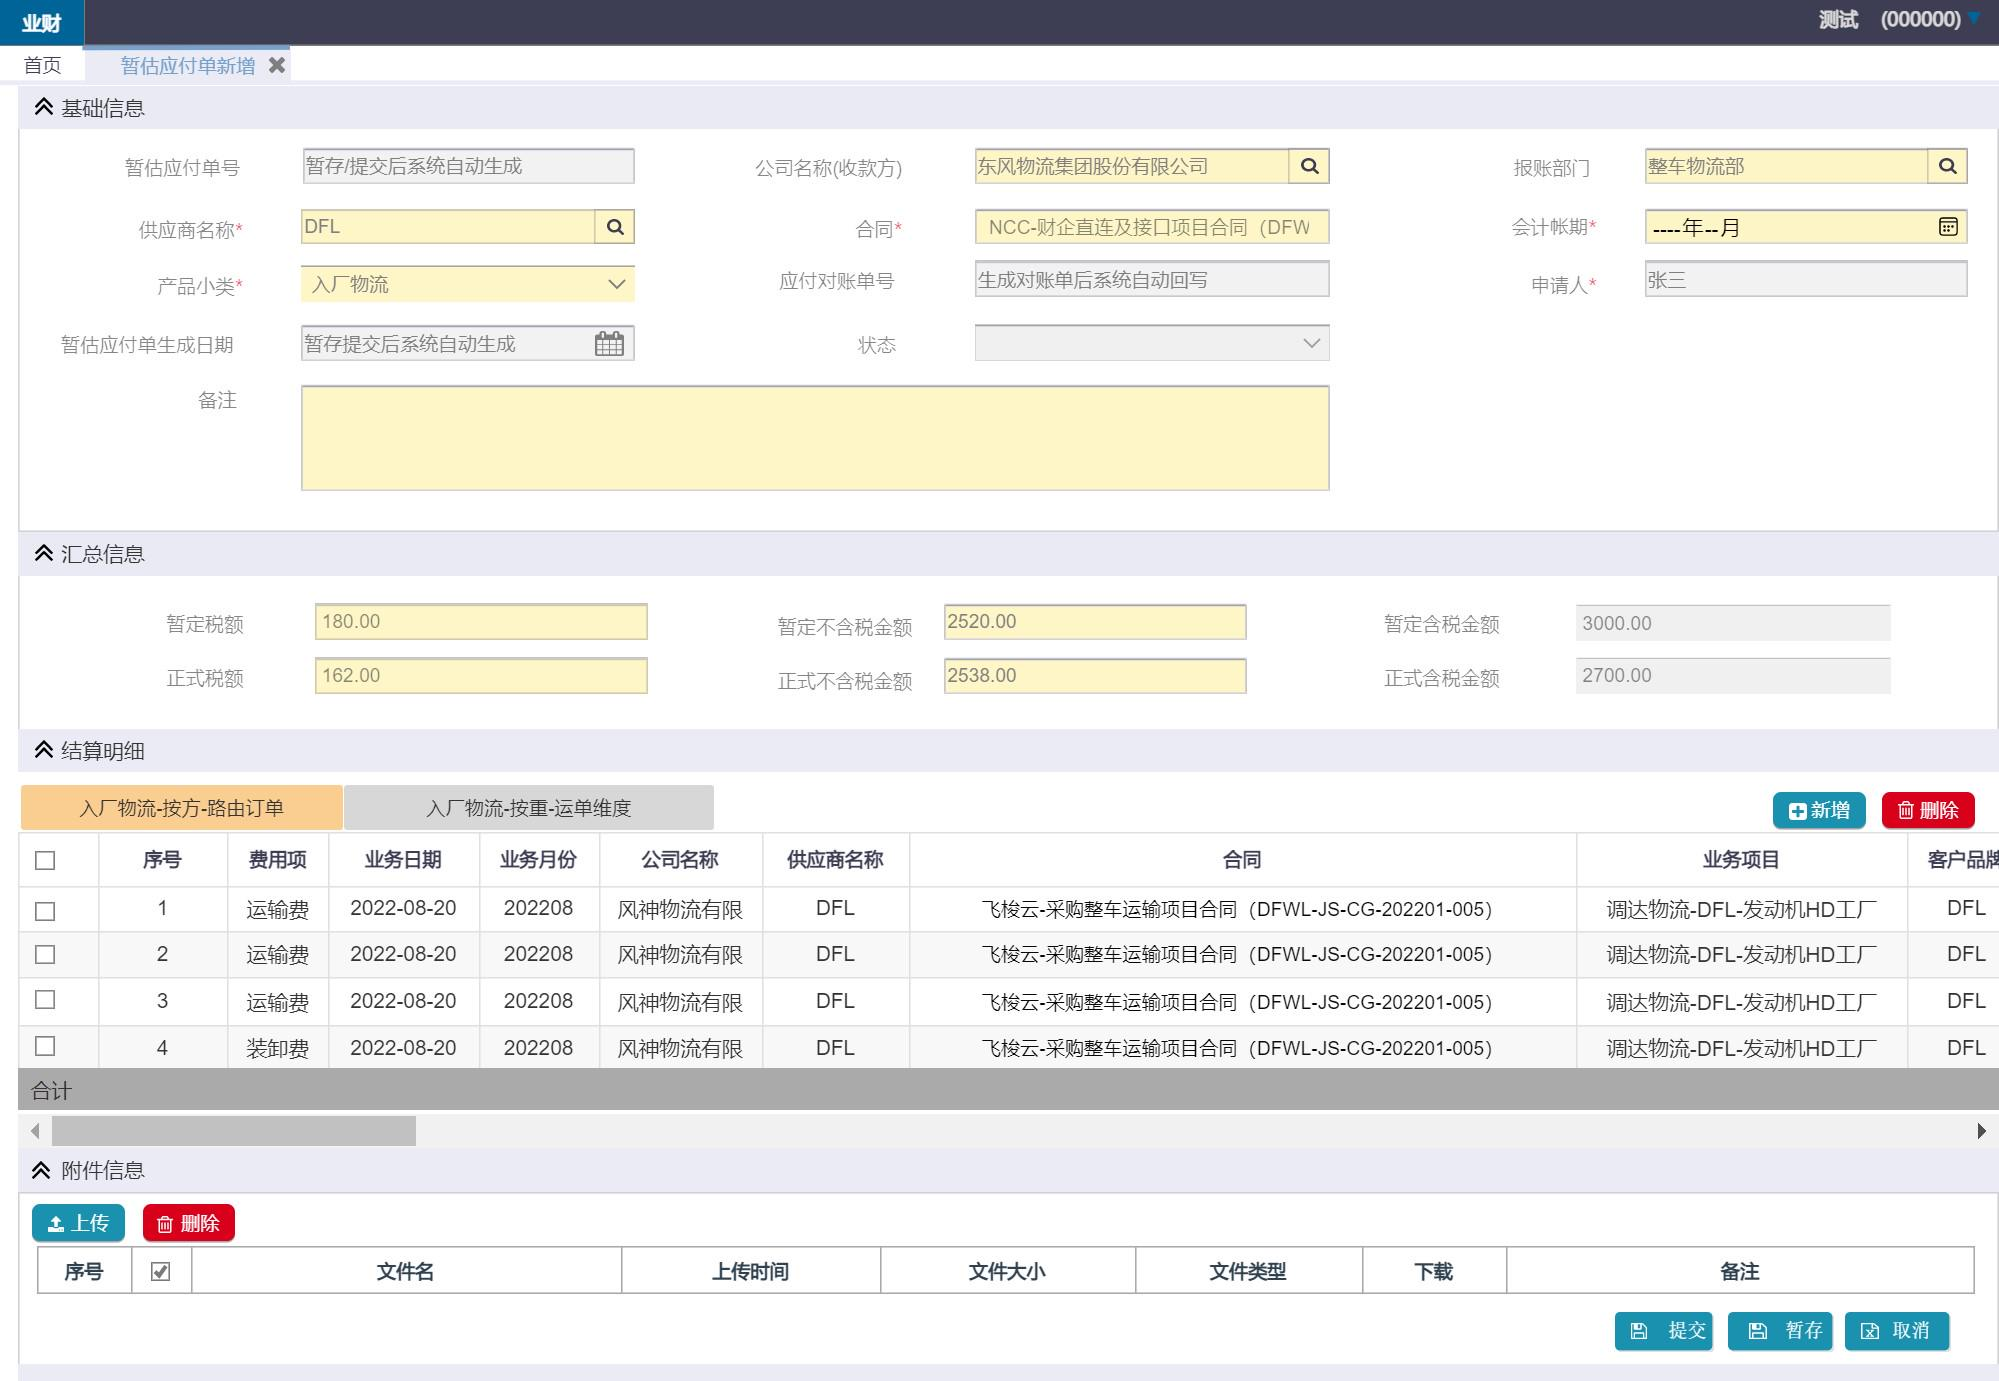 业财
测试 (000000)
首页 暂估应付单新增
基础信息
暂估应付单号 暂存/提交后系统自动生成 公司名称(收款方) 东风物流集团股份有限公司 报账部门 整车物流部
供应商名称* DFL 合同* NCC-财企直连及接口项目合同（DFW 会计帐期* ----年--月
产品小类* 入厂物流 应付对账单号 生成对账单后系统自动回写 申请人* 张三
暂估应付单生成日期 暂存提交后系统自动生成 状态
备注
汇总信息
暂定税额 180.00 暂定不含税金额 2520.00 暂定含税金额 3000.00
正式税额 162.00 正式不含税金额 2538.00 正式含税金额 2700.00
结算明细
入厂物流-按方-路由订单 入厂物流-按重-运单维度 新增 删除
序号 费用项 业务日期 业务月份 公司名称 供应商名称 合同 业务项目 客户品牌
1 运输费 2022-08-20 202208 风神物流有限 DFL 飞梭云-采购整车运输项目合同（DFWL-JS-CG-202201-005） 调达物流-DFL-发动机HD工厂 DFL
2 运输费 2022-08-20 202208 风神物流有限 DFL 飞梭云-采购整车运输项目合同（DFWL-JS-CG-202201-005） 调达物流-DFL-发动机HD工厂 DFL
3 运输费 2022-08-20 202208 风神物流有限 DFL 飞梭云-采购整车运输项目合同（DFWL-JS-CG-202201-005） 调达物流-DFL-发动机HD工厂 DFL
4 装卸费 2022-08-20 202208 风神物流有限 DFL 飞梭云-采购整车运输项目合同（DFWL-JS-CG-202201-005） 调达物流-DFL-发动机HD工厂 DFL
合计
附件信息
上传 删除
序号 文件名 上传时间 文件大小 文件类型 下载 备注
提交 暂存 取消